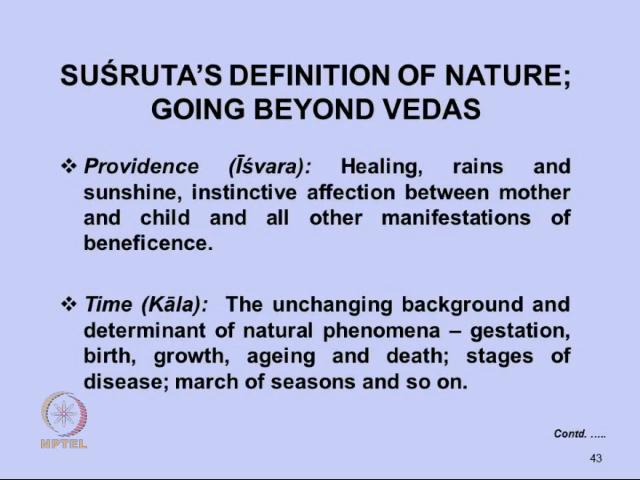 SUŚRUTA'S DEFINITION OF NATURE;
GOING BEYOND VEDAS
❖ Providence (Īśvara): Healing, rains and
sunshine, instinctive affection between mother
and child and all other manifestations of
beneficence.
❖ Time (Kāla): The unchanging background and
determinant of natural phenomena – gestation,
birth, growth, ageing and death; stages of
disease; march of seasons and so on.
NPTEL
Contd. .....
43